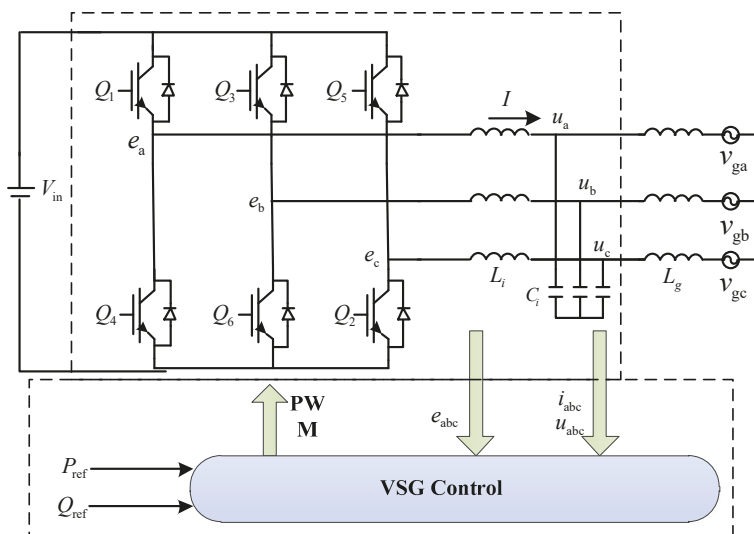 Q1 Q3 Q5
I
ea ua vga
Vin
eb ub vgb
ec uc vgc
Li Ci Lg
Q4 Q6 Q2
PW
M
eabc
iabc
uabc
Pref
Qref
VSG Control